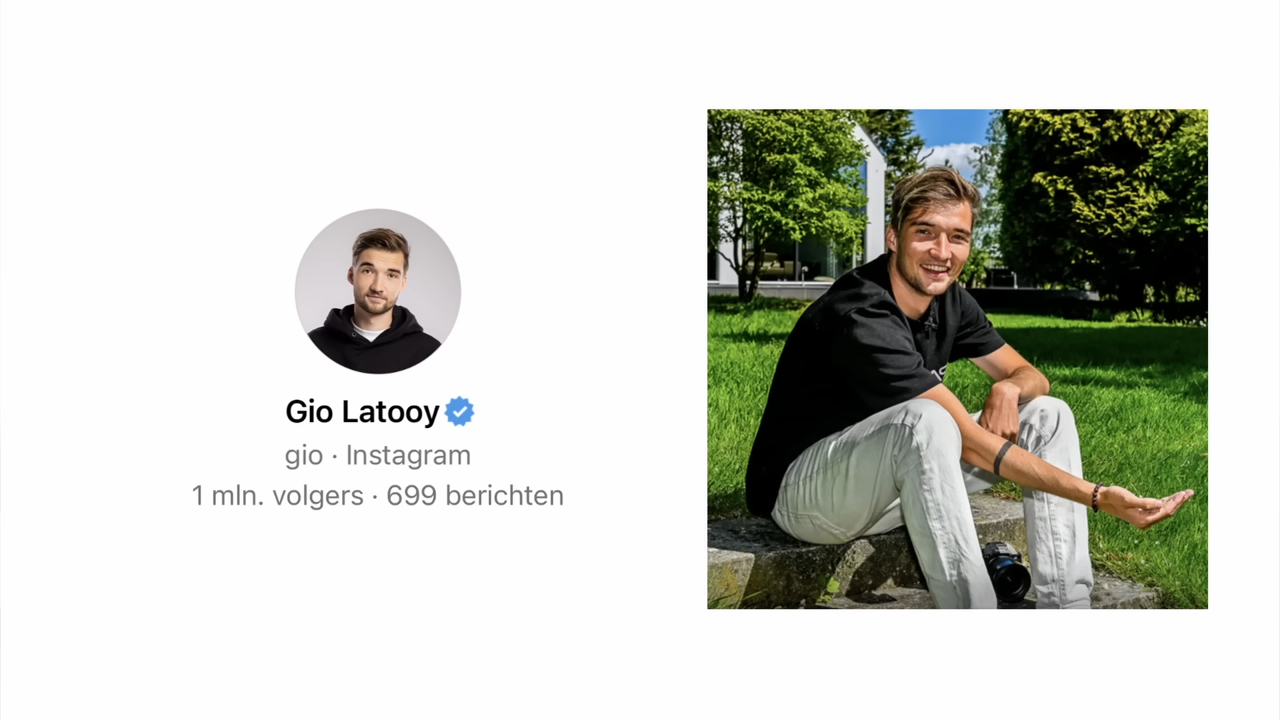 Gio Latooy
gio · Instagram
1 mln. volgers · 699 berichten